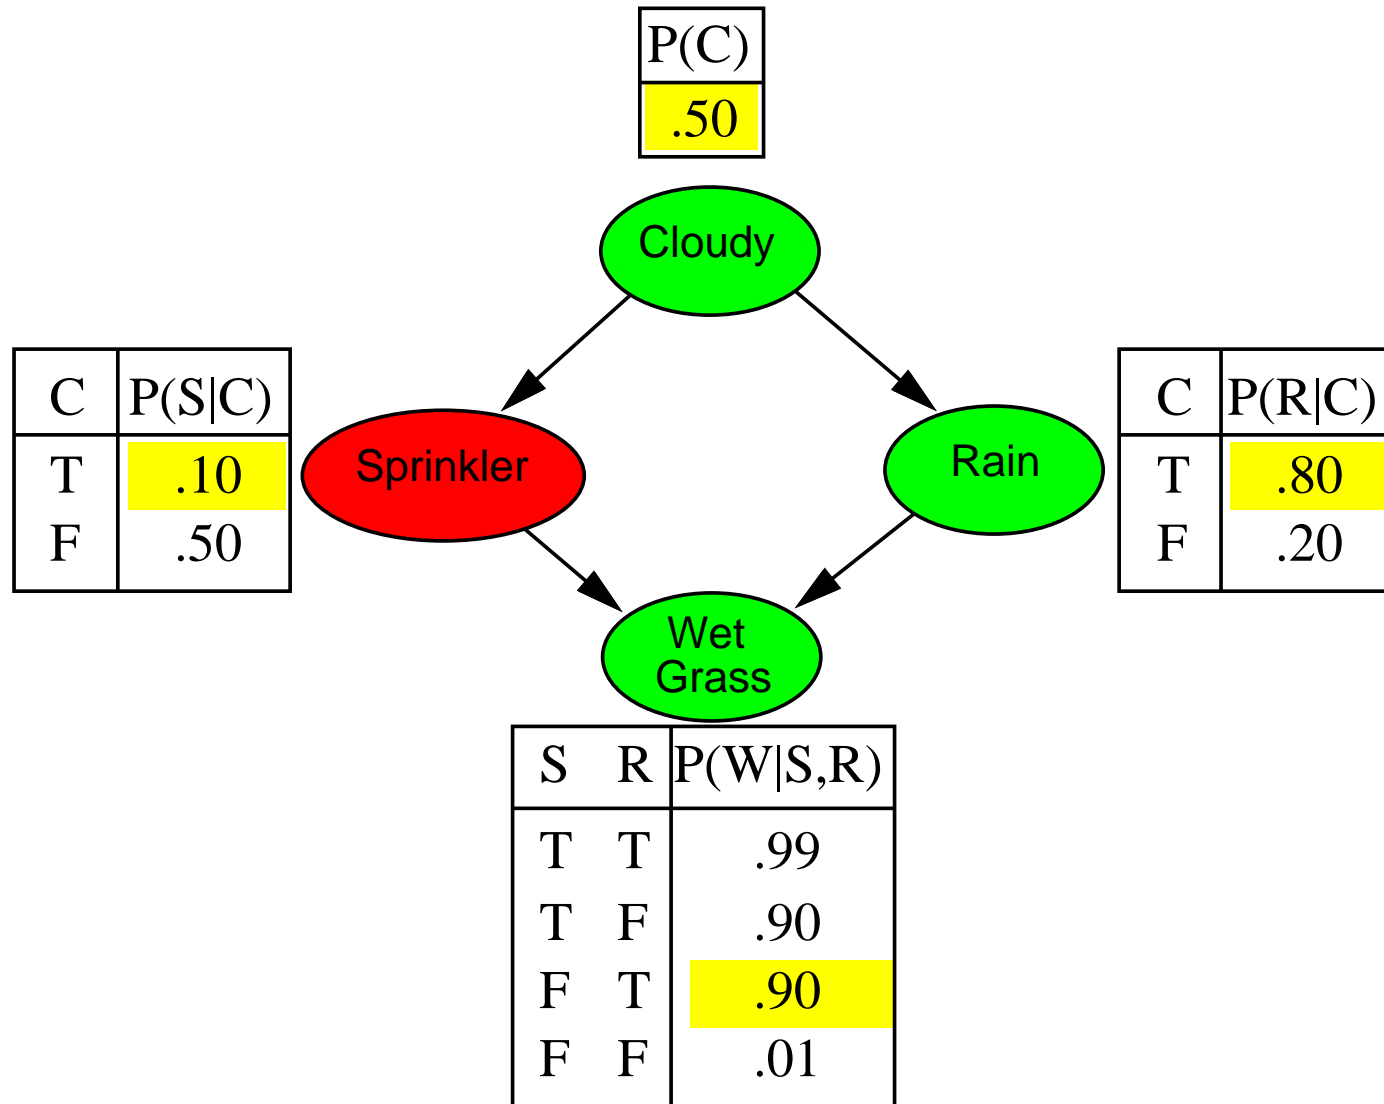 P(C)
.50
Cloudy
C P(S|C)
T .10
F .50
Sprinkler
Rain
C P(R|C)
T .80
F .20
Wet
Grass
S R P(W|S,R)
T T .99
T F .90
F T .90
F F .01